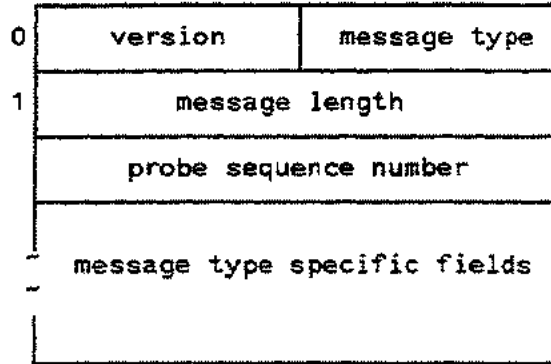 0 version message type
1 message length
probe sequence number
message type specific fields